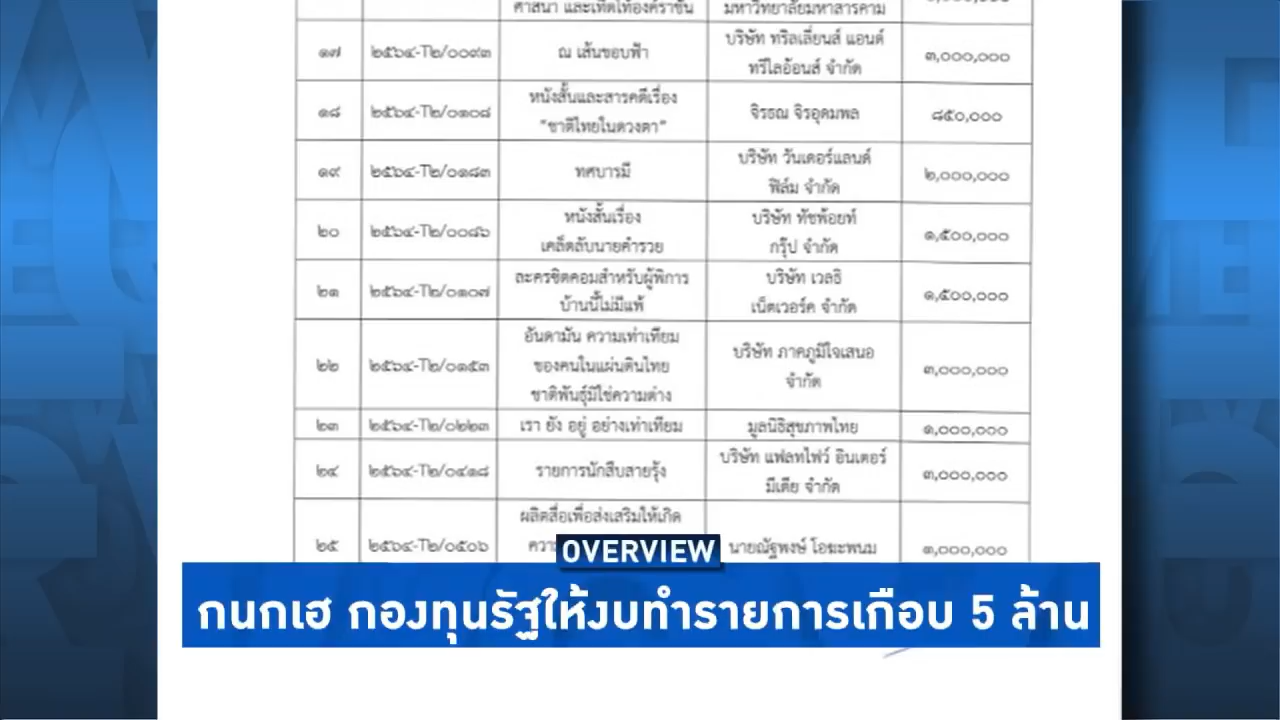 ศาสนา และเทิดไท้องค์ราชัน มหาวิทยาลัยมหาสารคาม
๑๗ ๒๕๖๔-T๒/๐๐๙๓ ณ เส้นขอบฟ้า บริษัท ทริลเลี่ยนส์ แอนด์ ๓,๐๐๐,๐๐๐
ทรีไลอ้อนส์ จำกัด
๑๘ ๒๕๖๔-T๒/๐๑๐๘ หนังสั้นและสารคดีเรื่อง จิรธณ จิรอุดมพล ๘๕๐,๐๐๐
"ชาติไทยในดวงตา"
๑๙ ๒๕๖๔-T๒/๐๑๘๓ ทศบารมี บริษัท วันเดอร์แลนด์ ๒,๐๐๐,๐๐๐
ฟิล์ม จำกัด
๒๐ ๒๕๖๔-T๒/๐๐๘๖ หนังสั้นเรื่อง บริษัท ทัชพ้อยท์ ๑,๕๐๐,๐๐๐
เคล็ดลับนายคำรวย กรุ๊ป จำกัด
๒๑ ๒๕๖๔-T๒/๐๑๐๗ ละครซิตคอมสำหรับผู้พิการ บริษัท เวลธิ ๑,๕๐๐,๐๐๐
บ้านนี้ไม่มีแพ้ เน็ตเวอร์ค จำกัด
๒๒ ๒๕๖๔-T๒/๐๑๕๓ อันดามัน ความเท่าเทียม บริษัท ภาคภูมิใจเสนอ ๓,๐๐๐,๐๐๐
ของคนในแผ่นดินไทย จำกัด
ชาติพันธุ์มิใช่ความต่าง
๒๓ ๒๕๖๔-T๒/๐๒๒๓ เรา ยัง อยู่ อย่างเท่าเทียม มูลนิธิสุขภาพไทย ๑,๐๐๐,๐๐๐
๒๔ ๒๕๖๔-T๒/๐๔๑๘ รายการนักสืบสายรุ้ง บริษัท แฟลทไฟว์ อินเตอร์ ๓,๐๐๐,๐๐๐
มีเดีย จำกัด
๒๕ ๒๕๖๔-T๒/๐๕๐๖ ผลิตสื่อเพื่อส่งเสริมให้เกิด นายณัฐพงษ์ โอฆะพนม ๑,๐๐๐,๐๐๐
OVERVIEW
กนกเฮ กองทุนรัฐให้งบทำรายการเกือบ 5 ล้าน